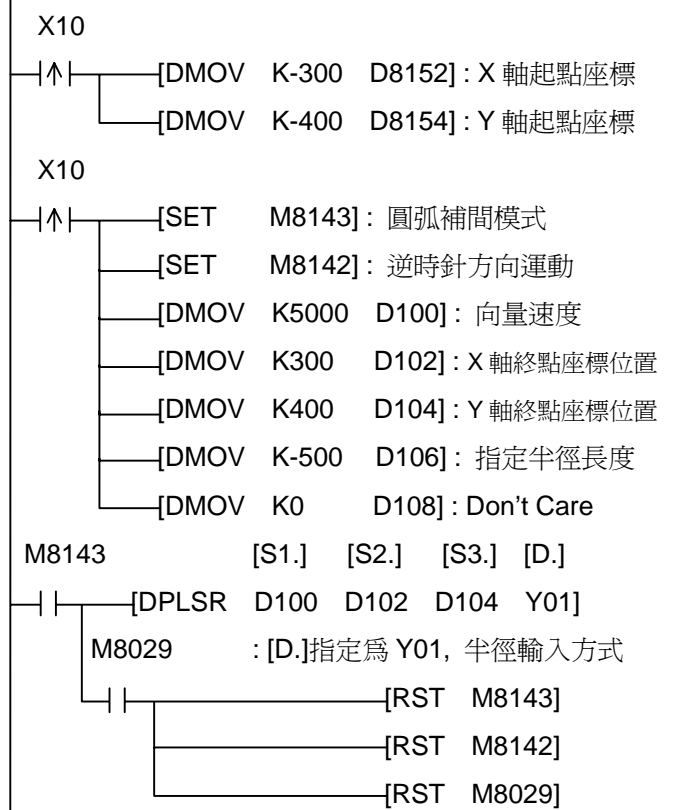 X10
[DMOV K-300 D8152] : X 軸起點座標
[DMOV K-400 D8154] : Y 軸起點座標
X10
[SET M8143] : 圓弧補間模式
[SET M8142] : 逆時針方向運動
[DMOV K5000 D100] : 向量速度
[DMOV K300 D102] : X 軸終點座標位置
[DMOV K400 D104] : Y 軸終點座標位置
[DMOV K-500 D106] : 指定半徑長度
[DMOV K0 D108] : Don't Care
M8143 [S1.] [S2.] [S3.] [D.]
[DPLSR D100 D102 D104 Y01]
M8029 : [D.]指定爲 Y01, 半徑輸入方式
[RST M8143]
[RST M8142]
[RST M8029]